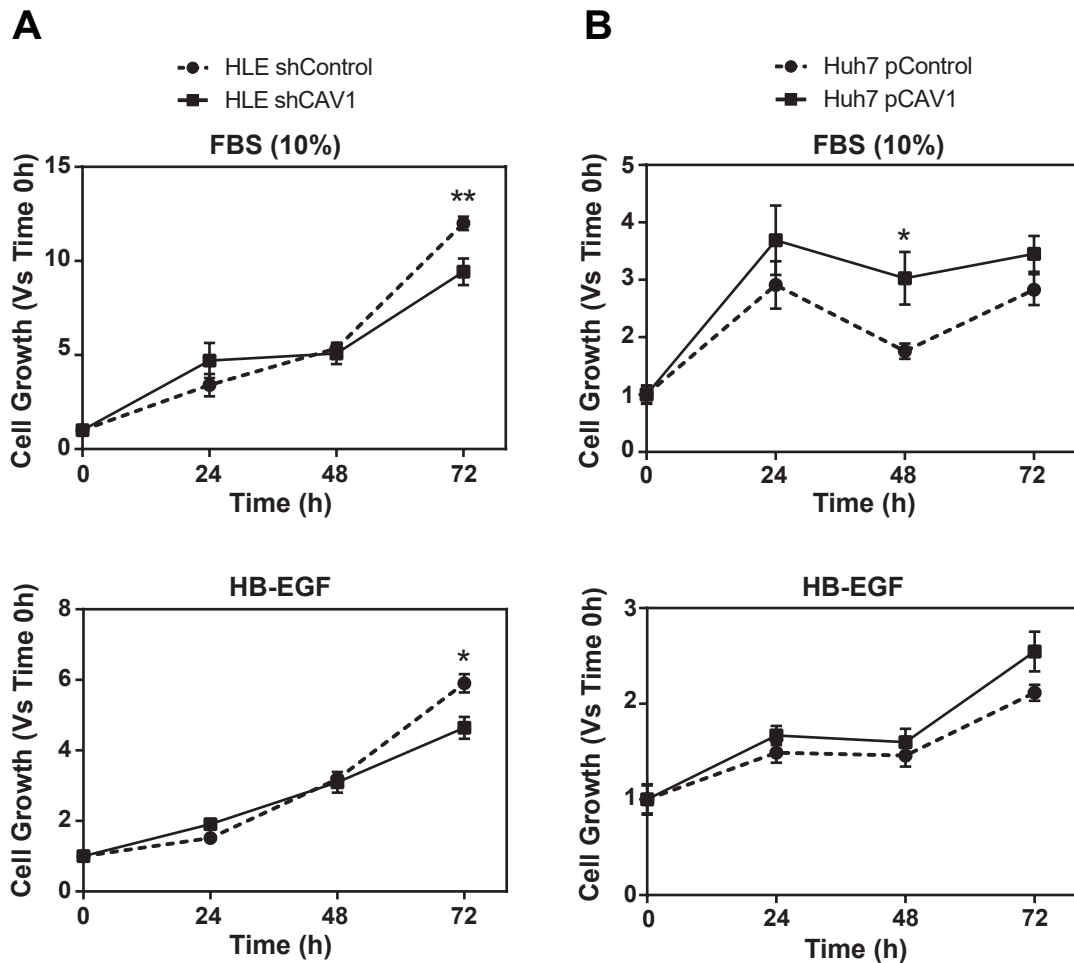 A
HLE shControl
HLE shCAV1
FBS (10%)
Cell Growth (Vs Time 0h)
15
10
5
0
**
0 24 48 72
Time (h)
HB-EGF
Cell Growth (Vs Time 0h)
8
6
4
2
0
*
0 24 48 72
Time (h)
B
Huh7 pControl
Huh7 pCAV1
FBS (10%)
Cell Growth (Vs Time 0h)
5
4
3
2
1
0
*
0 24 48 72
Time (h)
HB-EGF
Cell Growth (Vs Time 0h)
3
2
1
0
0 24 48 72
Time (h)